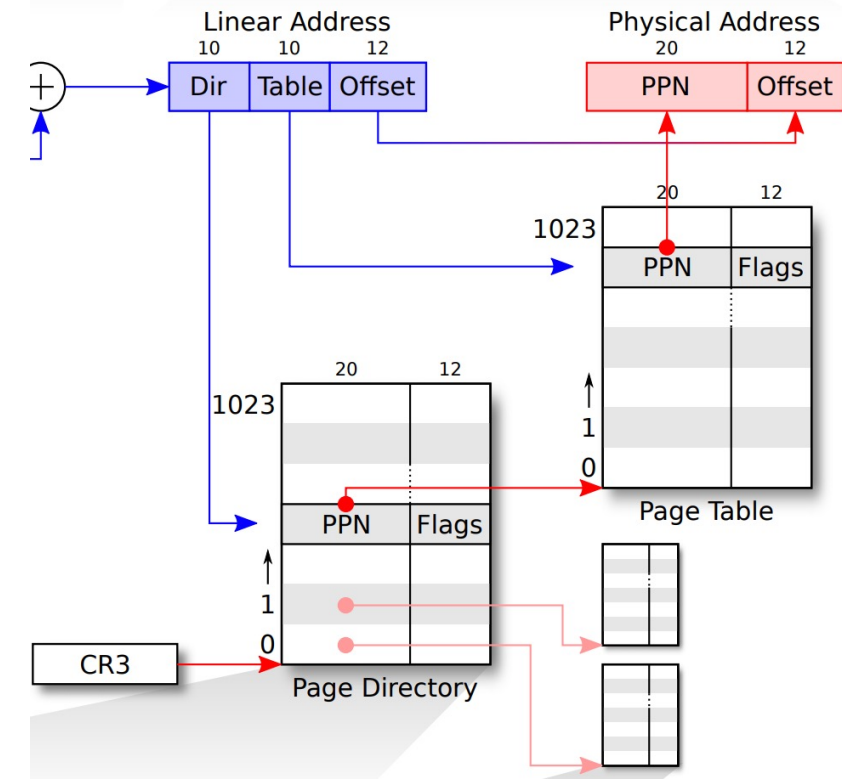 Linear Address
Physical Address
10 10 12
20 12
Dir Table Offset
PPN Offset
20 12
1023
PPN Flags
20 12
1023
1
0
Page Table
PPN Flags
1
0
CR3
Page Directory